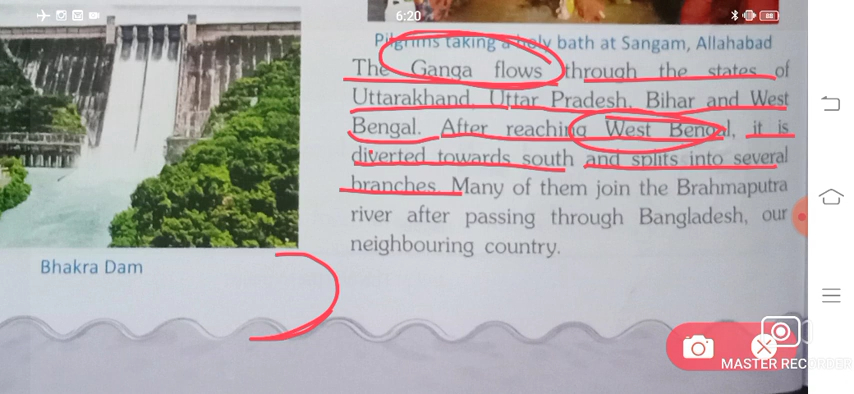 6:20
Pilgrims taking a holy bath at Sangam, Allahabad
The Ganga flows through the states of
Uttarakhand, Uttar Pradesh, Bihar and West
Bengal. After reaching West Bengal, it is
diverted towards south and splits into several
branches. Many of them join the Brahmaputra
river after passing through Bangladesh, our
neighbouring country.
Bhakra Dam
MASTER RECORDER